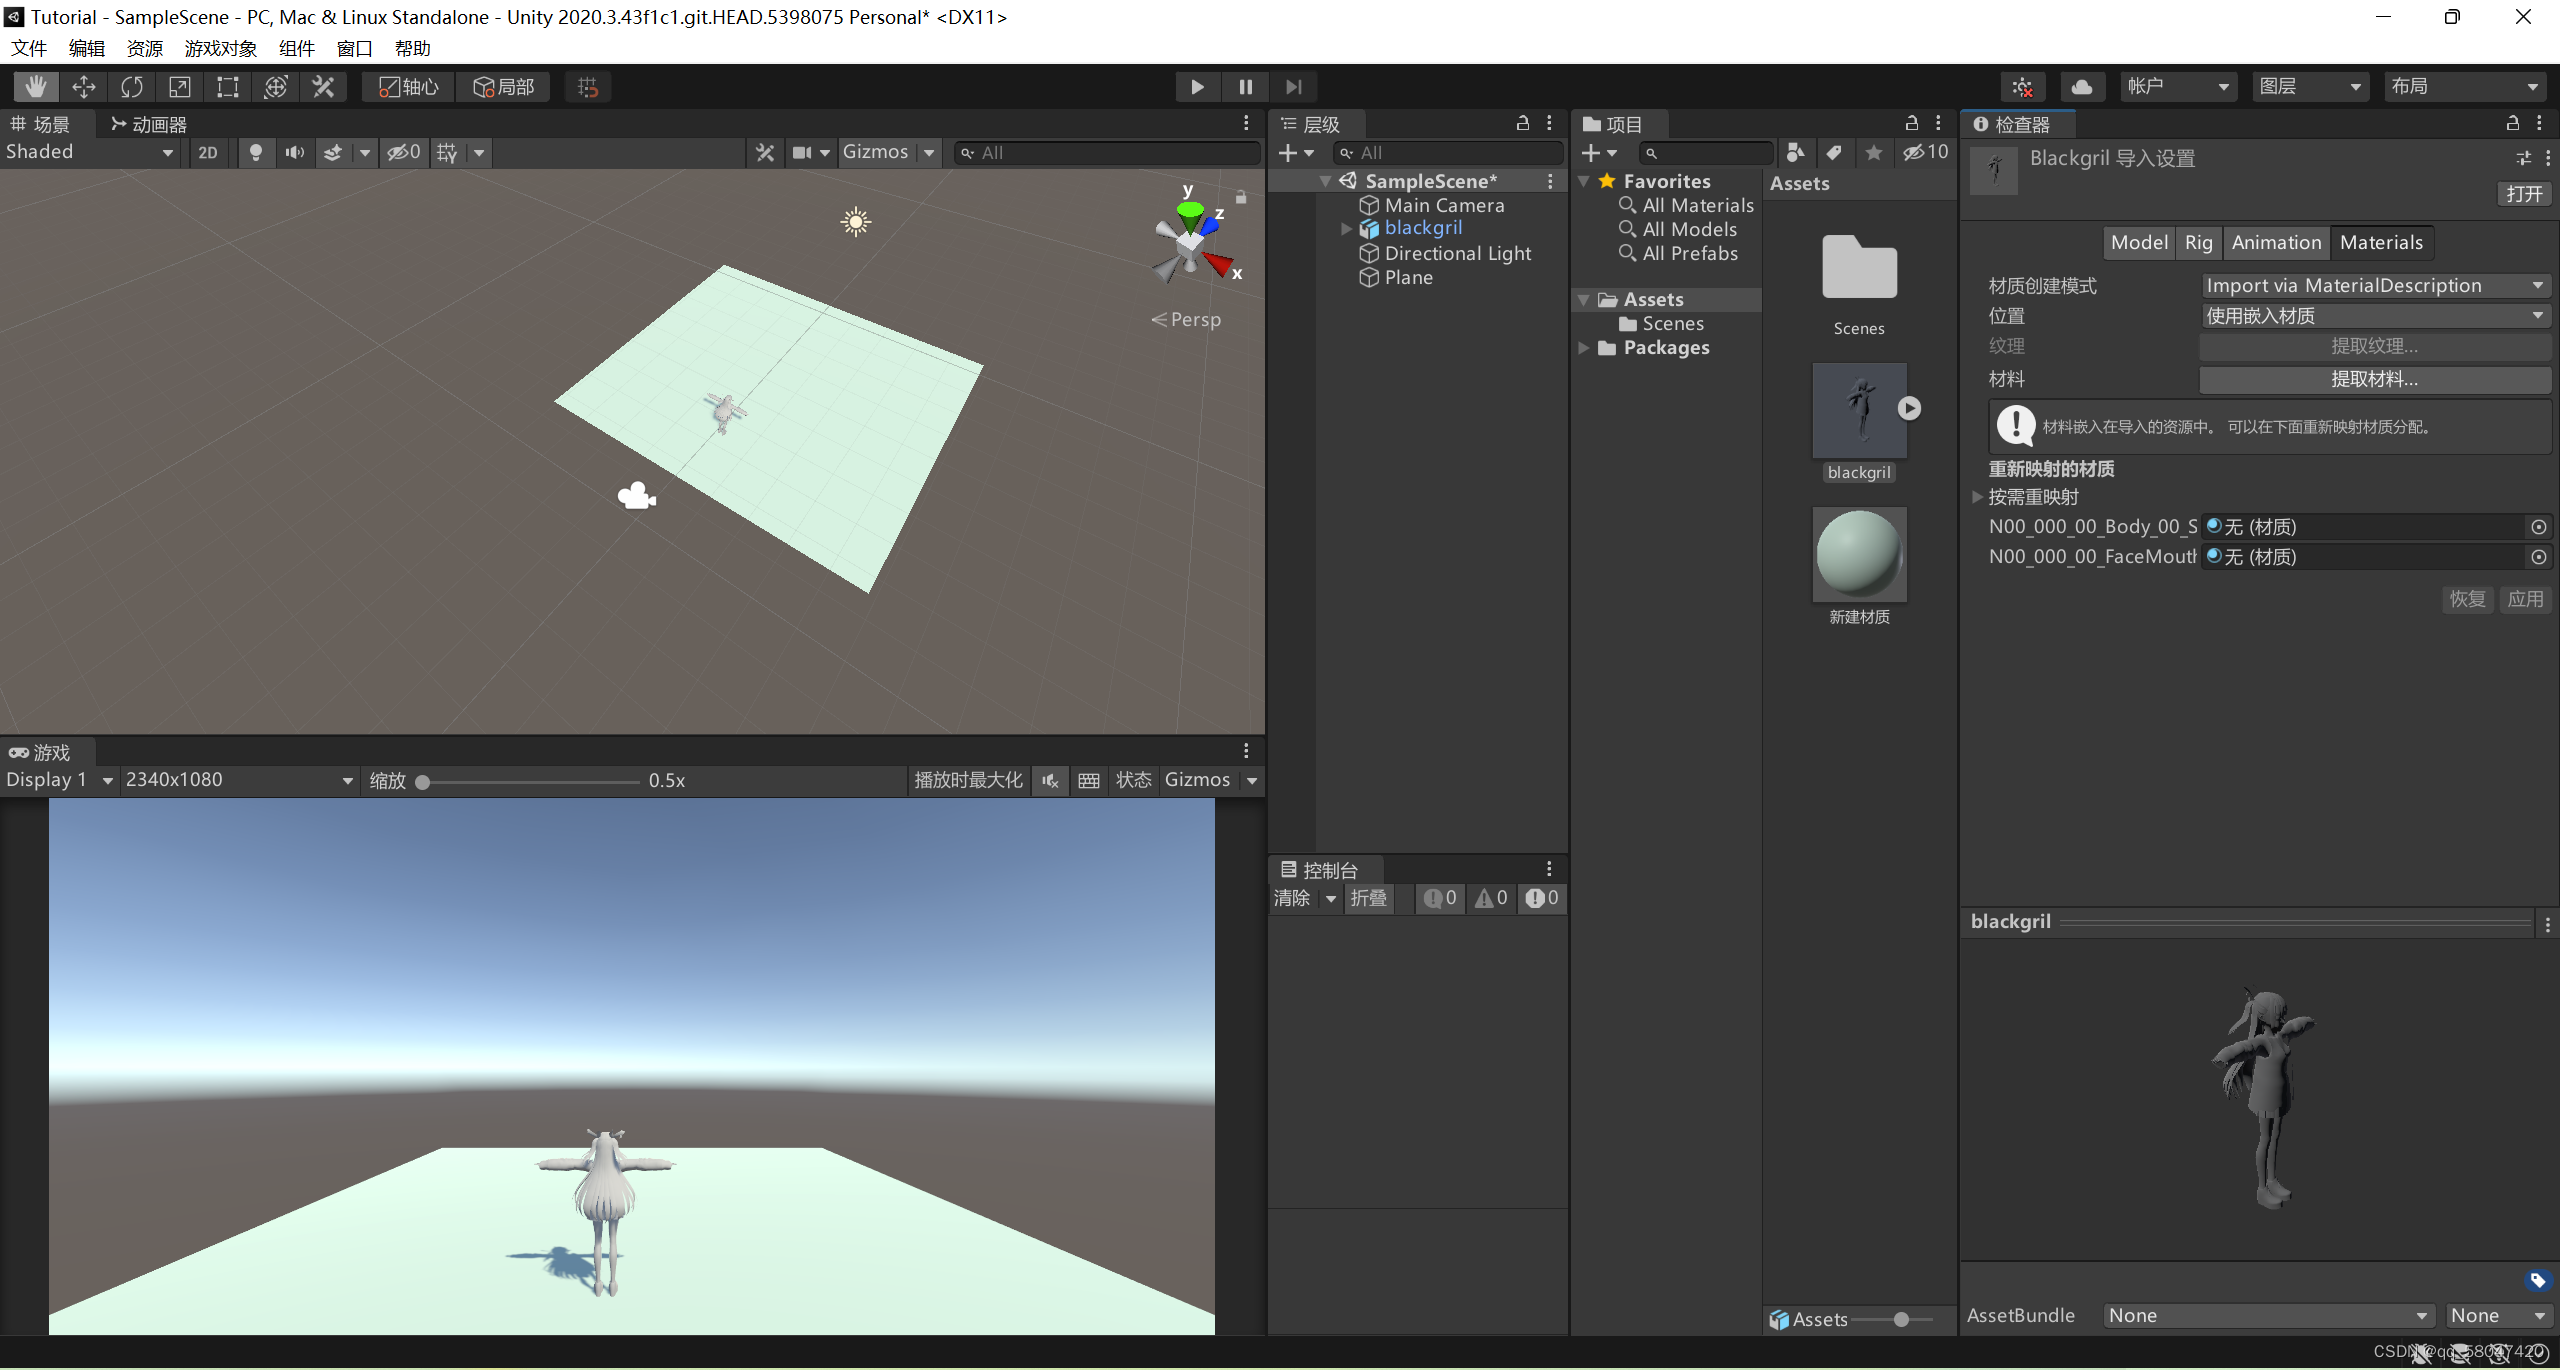 Tutorial - SampleScene - PC, Mac & Linux Standalone - Unity 2020.3.43f1c1.git.HEAD.5398075 Personal* <DX11>
文件 编辑 资源 游戏对象 组件 窗口 帮助
轴心 局部 帐户 图层 布局
场景 动画器
Shaded 2D 0 Gizmos All
y
z
x
Persp
层级
All
SampleScene*
Main Camera
blackgril
Directional Light
Plane
项目
10
Favorites
All Materials
All Models
All Prefabs
Assets
Scenes
Packages
Assets
Scenes
blackgril
新建材质
Assets
检查器
Blackgril 导入设置
打开
Model Rig Animation Materials
材质创建模式 Import via MaterialDescription
位置 使用嵌入材质
纹理 提取纹理...
材料 提取材料...
材料嵌入在导入的资源中。 可以在下面重新映射材质分配。
重新映射的材质
按需重映射
N00_000_00_Body_00_S 无 (材质)
N00_000_00_FaceMouth 无 (材质)
恢复 应用
blackgril
AssetBundle None None
游戏
Display 1 2340x1080 缩放 0.5x 播放时最大化 状态 Gizmos
控制台
清除 折叠 0 0 0